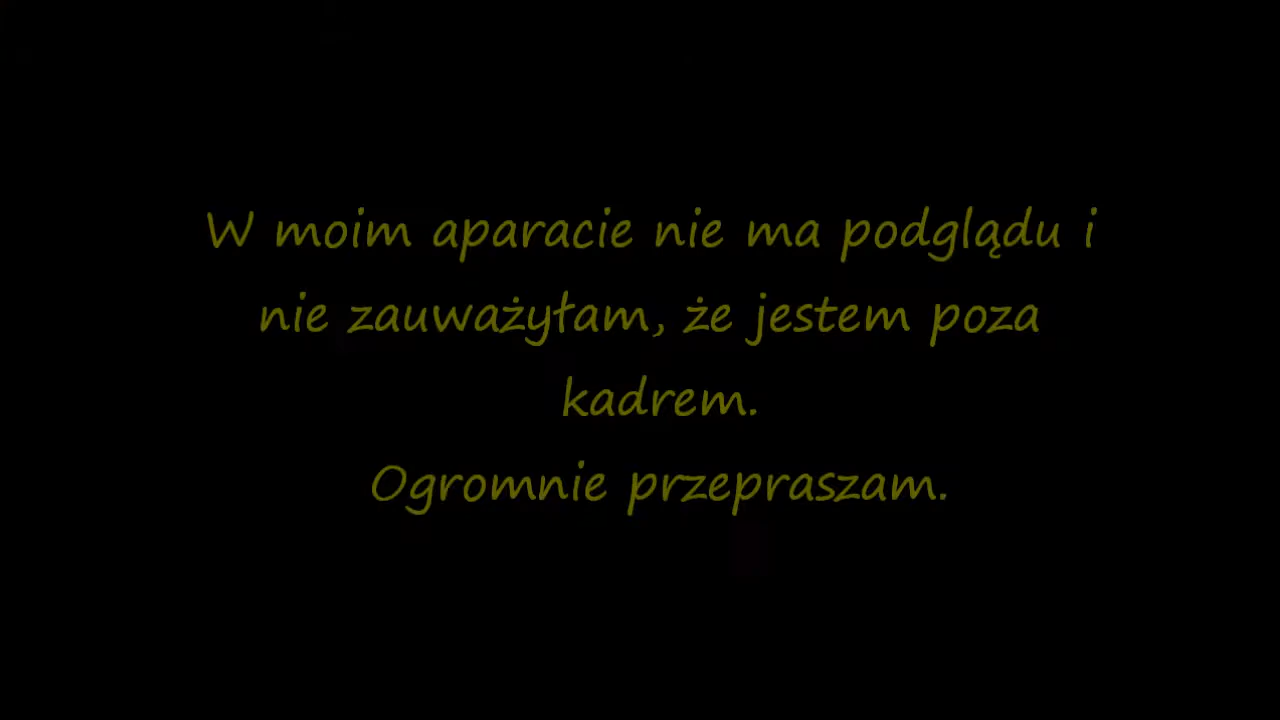 W moim aparacie nie ma podglądu i
nie zauważyłam, że jestem poza
kadrem.
Ogromnie przepraszam.